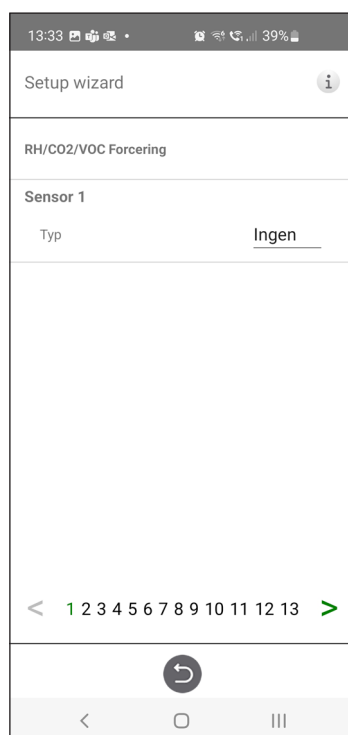 13:33 39%
Setup wizard i
RH/CO2/VOC Forcering
Sensor 1
Typ Ingen
< 1 2 3 4 5 6 7 8 9 10 11 12 13 >